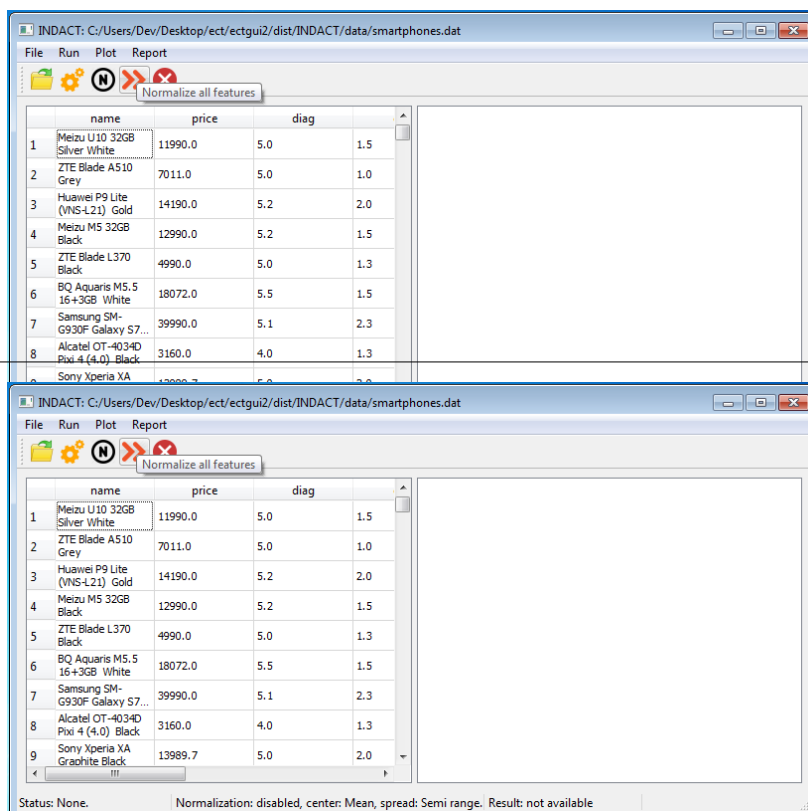 INDACT: C:/Users/Dev/Desktop/ect/ectgui2/dist/INDACT/data/smartphones.dat
File Run Plot Report
N
Normalize all features
name price diag
1 Meizu U10 32GB Silver White 11990.0 5.0 1.5
2 ZTE Blade A510 Grey 7011.0 5.0 1.0
3 Huawei P9 Lite (VNS-L21) Gold 14190.0 5.2 2.0
4 Meizu M5 32GB Black 12990.0 5.2 1.5
5 ZTE Blade L370 Black 4990.0 5.0 1.3
6 BQ Aquaris M5.5 16+3GB White 18072.0 5.5 1.5
7 Samsung SM-G930F Galaxy S7... 39990.0 5.1 2.3
8 Alcatel OT-4034D Pixi 4 (4.0) Black 3160.0 4.0 1.3
Sony Xperia XA
INDACT: C:/Users/Dev/Desktop/ect/ectgui2/dist/INDACT/data/smartphones.dat
File Run Plot Report
N
Normalize all features
name price diag
1 Meizu U10 32GB Silver White 11990.0 5.0 1.5
2 ZTE Blade A510 Grey 7011.0 5.0 1.0
3 Huawei P9 Lite (VNS-L21) Gold 14190.0 5.2 2.0
4 Meizu M5 32GB Black 12990.0 5.2 1.5
5 ZTE Blade L370 Black 4990.0 5.0 1.3
6 BQ Aquaris M5.5 16+3GB White 18072.0 5.5 1.5
7 Samsung SM-G930F Galaxy S7... 39990.0 5.1 2.3
8 Alcatel OT-4034D Pixi 4 (4.0) Black 3160.0 4.0 1.3
9 Sony Xperia XA Graphite Black 13989.7 5.0 2.0
Status: None. Normalization: disabled, center: Mean, spread: Semi range. Result: not available